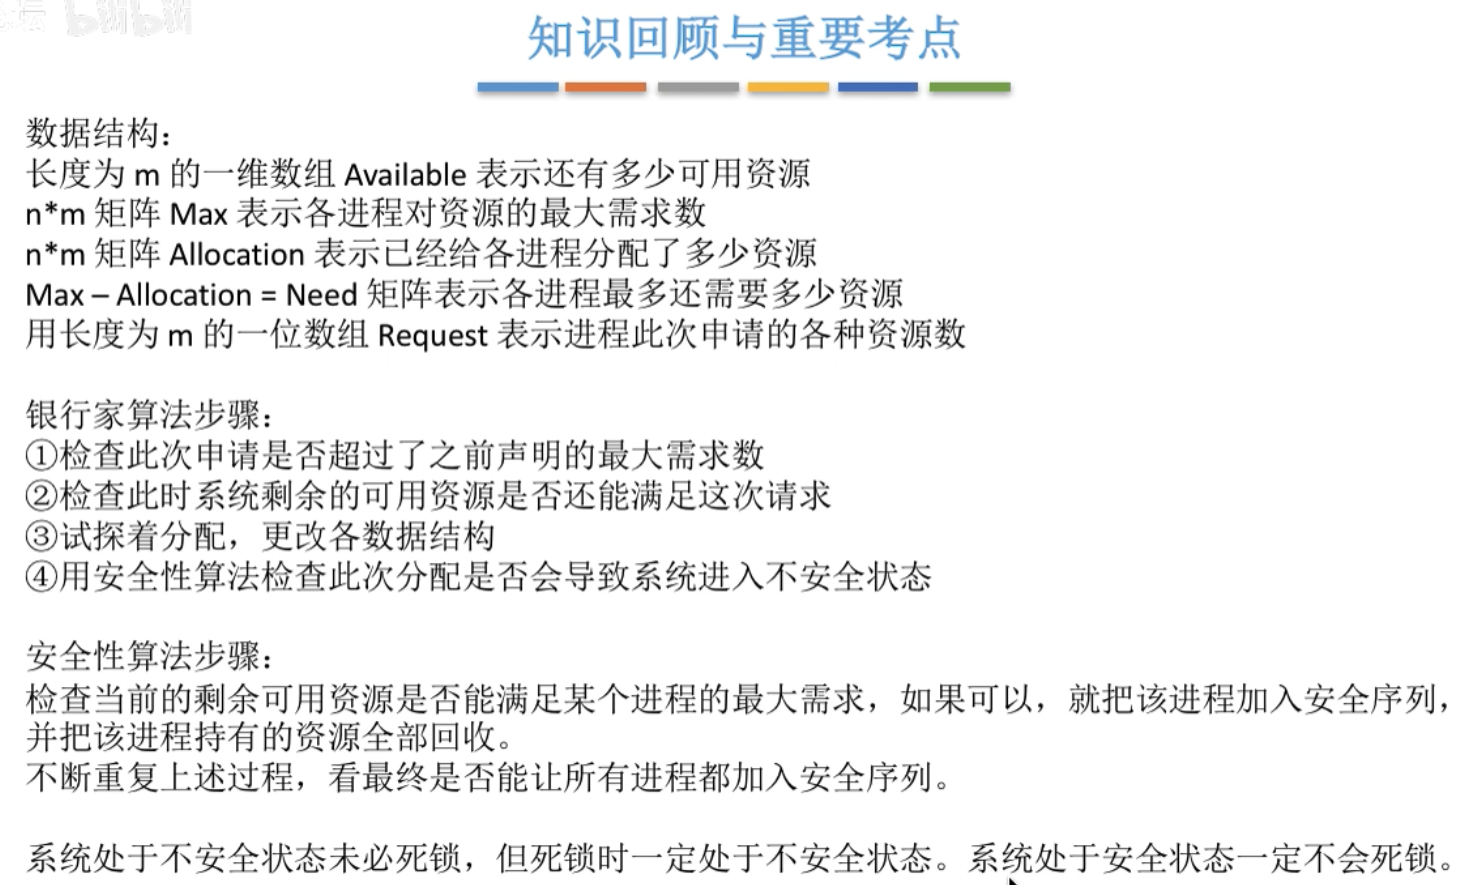 bilibili
知识回顾与重要考点
数据结构：
长度为 m 的一维数组 Available 表示还有多少可用资源
n*m 矩阵 Max 表示各进程对资源的最大需求数
n*m 矩阵 Allocation 表示已经给各进程分配了多少资源
Max – Allocation = Need 矩阵表示各进程最多还需要多少资源
用长度为 m 的一位数组 Request 表示进程此次申请的各种资源数
银行家算法步骤：
①检查此次申请是否超过了之前声明的最大需求数
②检查此时系统剩余的可用资源是否还能满足这次请求
③试探着分配，更改各数据结构
④用安全性算法检查此次分配是否会导致系统进入不安全状态
安全性算法步骤：
检查当前的剩余可用资源是否能满足某个进程的最大需求，如果可以，就把该进程加入安全序列，
并把该进程持有的资源全部回收。
不断重复上述过程，看最终是否能让所有进程都加入安全序列。
系统处于不安全状态未必死锁，但死锁时一定处于不安全状态。系统处于安全状态一定不会死锁。